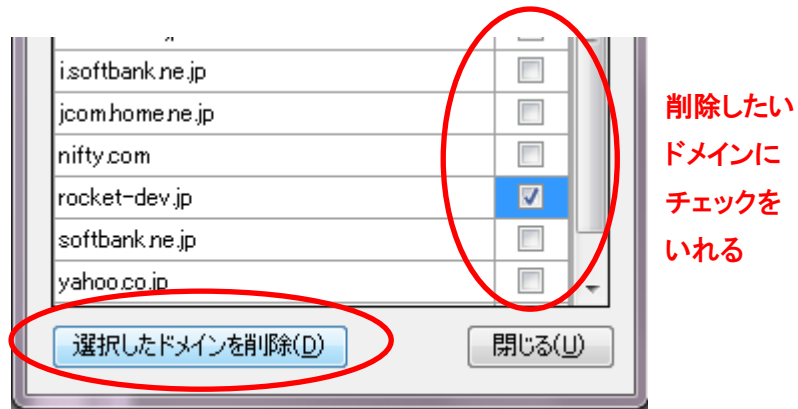 i.softbank.ne.jp
jcom.home.ne.jp
nifty.com
rocket-dev.jp
softbank.ne.jp
yahoo.co.jp
選択したドメインを削除(D)
閉じる(U)
削除したい
ドメインに
チェックを
いれる